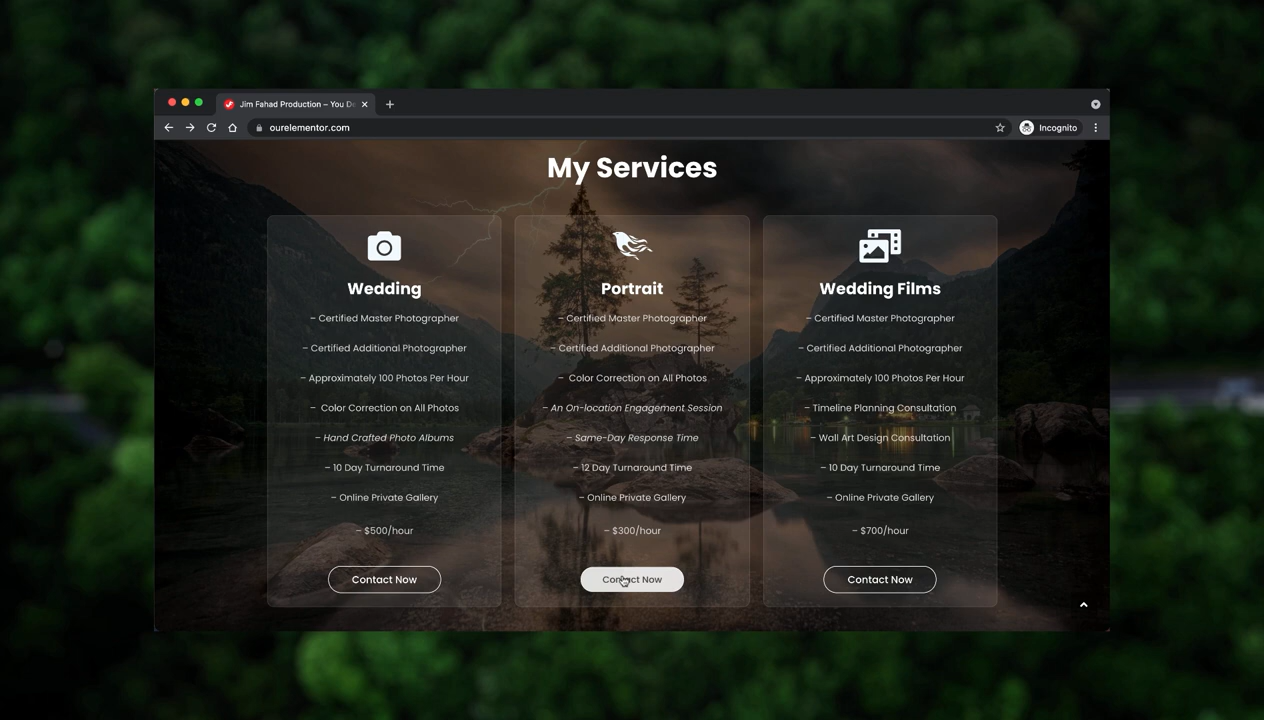 Jim Fahad Production – You De
ourelementor.com
Incognito
My Services
Wedding
– Certified Master Photographer
– Certified Additional Photographer
– Approximately 100 Photos Per Hour
– Color Correction on All Photos
– Hand Crafted Photo Albums
– 10 Day Turnaround Time
– Online Private Gallery
– $500/hour
Contact Now
Portrait
– Certified Master Photographer
– Certified Additional Photographer
– Color Correction on All Photos
– An On-location Engagement Session
– Same-Day Response Time
– 12 Day Turnaround Time
– Online Private Gallery
– $300/hour
Contact Now
Wedding Films
– Certified Master Photographer
– Certified Additional Photographer
– Approximately 100 Photos Per Hour
– Timeline Planning Consultation
– Wall Art Design Consultation
– 10 Day Turnaround Time
– Online Private Gallery
– $700/hour
Contact Now